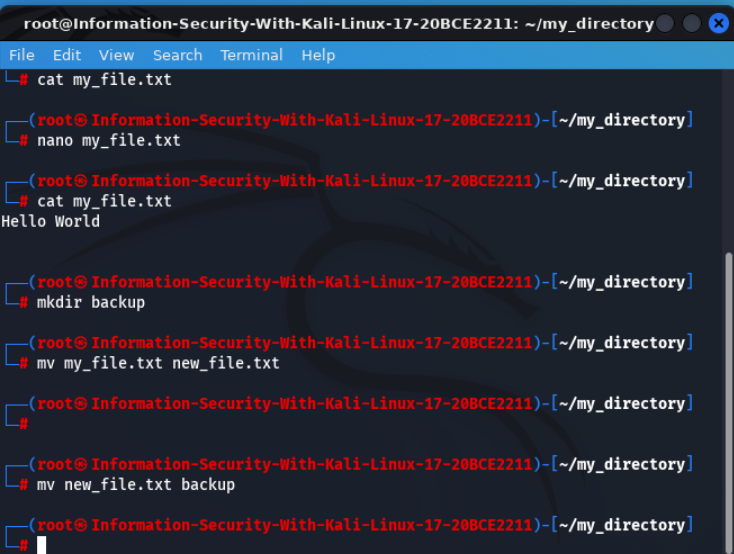 root@Information-Security-With-Kali-Linux-17-20BCE2211: ~/my_directory
File Edit View Search Terminal Help
└─# cat my_file.txt
┌──(root㉿Information-Security-With-Kali-Linux-17-20BCE2211)-[~/my_directory]
└─# nano my_file.txt
┌──(root㉿Information-Security-With-Kali-Linux-17-20BCE2211)-[~/my_directory]
└─# cat my_file.txt
Hello World
┌──(root㉿Information-Security-With-Kali-Linux-17-20BCE2211)-[~/my_directory]
└─# mkdir backup
┌──(root㉿Information-Security-With-Kali-Linux-17-20BCE2211)-[~/my_directory]
└─# mv my_file.txt new_file.txt
┌──(root㉿Information-Security-With-Kali-Linux-17-20BCE2211)-[~/my_directory]
└─#
┌──(root㉿Information-Security-With-Kali-Linux-17-20BCE2211)-[~/my_directory]
└─# mv new_file.txt backup
┌──(root㉿Information-Security-With-Kali-Linux-17-20BCE2211)-[~/my_directory]
└─#